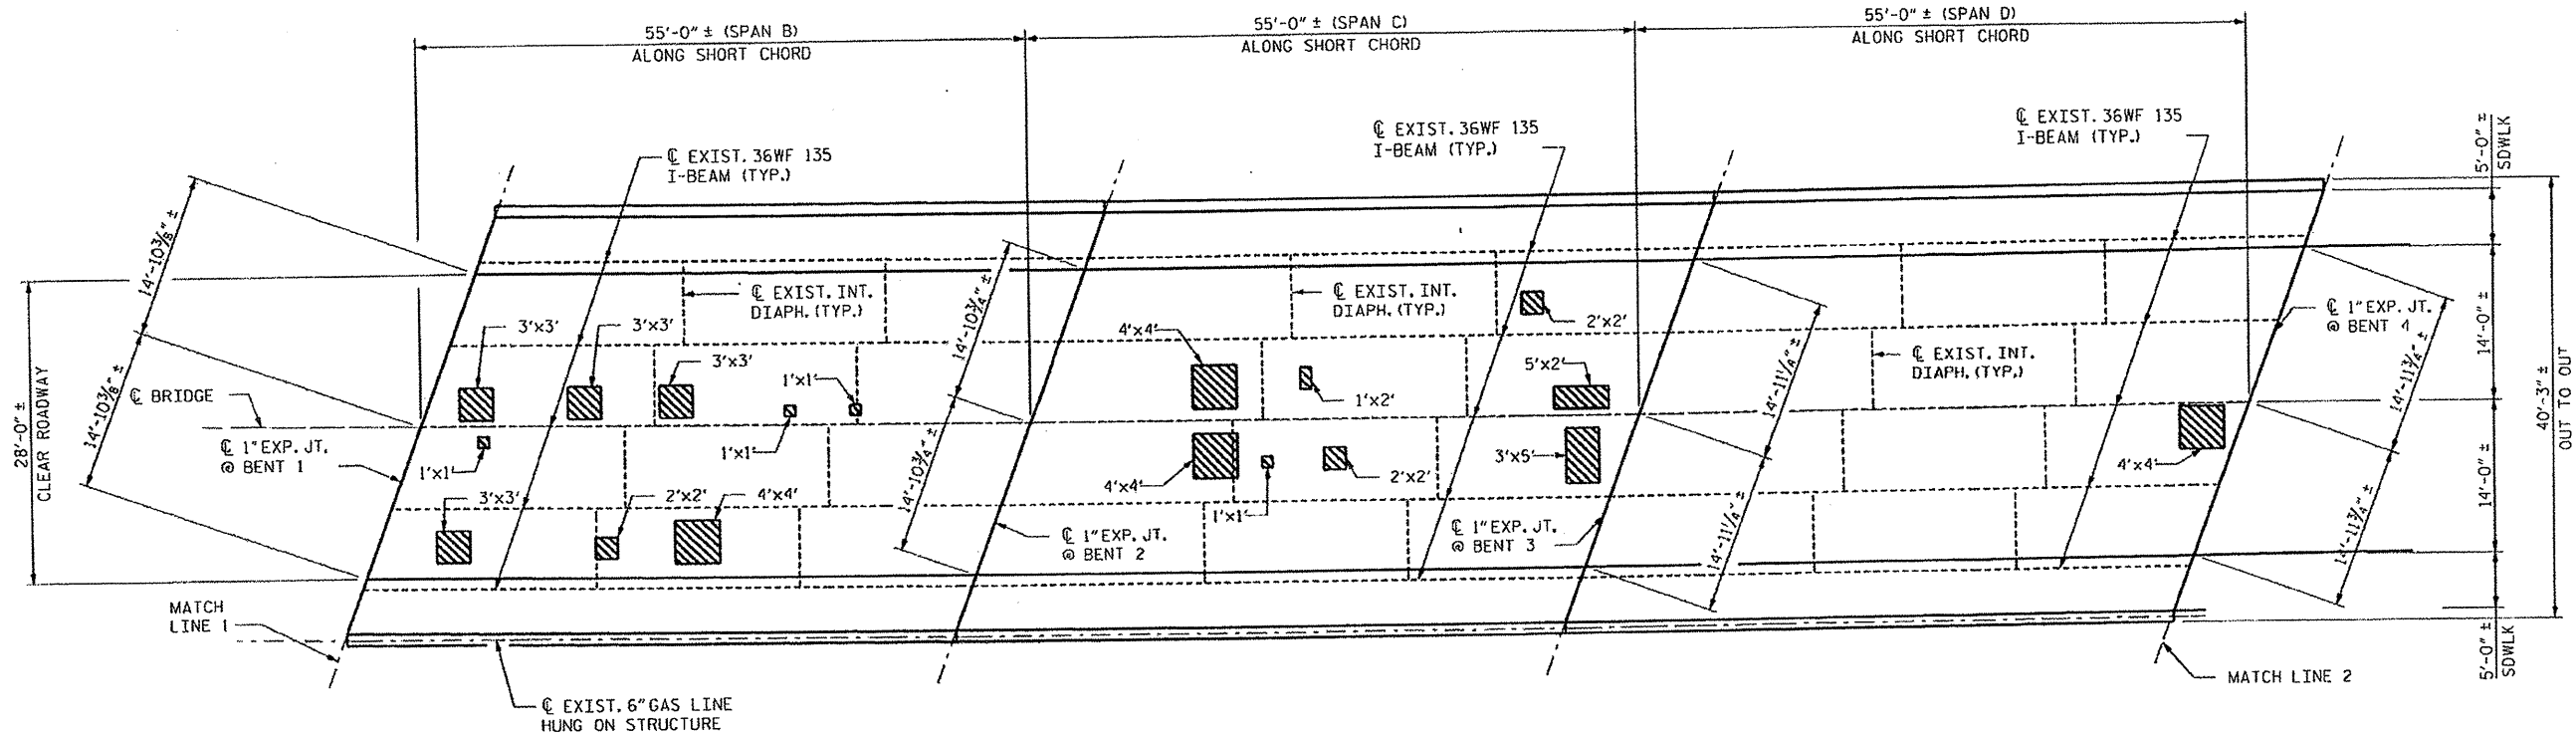 55'-0" ± (SPAN B)
ALONG SHORT CHORD
55'-0" ± (SPAN C)
ALONG SHORT CHORD
55'-0" ± (SPAN D)
ALONG SHORT CHORD
℄ EXIST. 36WF 135
I-BEAM (TYP.)
℄ EXIST. 36WF 135
I-BEAM (TYP.)
℄ EXIST. 36WF 135
I-BEAM (TYP.)
5'-0" ±
SDWLK
14'-10⅜" ±
14'-10⅜" ±
28'-0" ±
CLEAR ROADWAY
℄ BRIDGE
℄ 1" EXP. JT.
@ BENT 1
MATCH
LINE 1
℄ EXIST. INT.
DIAPH. (TYP.)
3'x3'
3'x3'
3'x3'
1'x1'
1'x1'
1'x1'
3'x3'
2'x2'
4'x4'
14'-10¾" ±
14'-10¾" ±
℄ 1" EXP. JT.
@ BENT 2
℄ EXIST. INT.
DIAPH. (TYP.)
2'x2'
4'x4'
1'x2'
5'x2'
4'x4'
1'x1'
2'x2'
3'x5'
℄ 1" EXP. JT.
@ BENT 3
14'-11¼" ±
14'-11¼" ±
℄ EXIST. INT.
DIAPH. (TYP.)
4'x4'
℄ 1" EXP. JT.
@ BENT 4
14'-11¾" ±
14'-11¾" ±
14'-0" ±
14'-0" ±
40'-3" ±
OUT TO OUT
5'-0" ±
SDWLK
MATCH LINE 2
℄ EXIST. 6" GAS LINE
HUNG ON STRUCTURE